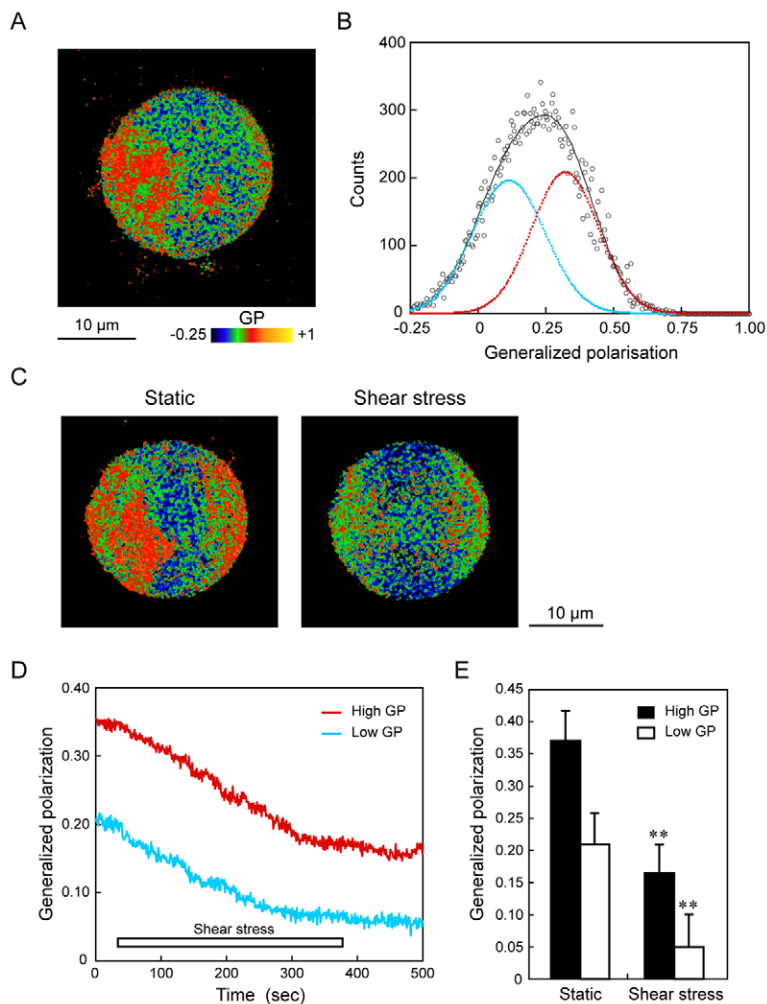 A
GP
10 µm
-0.25
+1
B
400
300
200
100
0
Counts
-0.25
0
0.25
0.50
0.75
1.00
Generalized polarisation
C
Static
Shear stress
10 µm
D
0.40
0.30
0.20
0.10
0
Generalized polarization
High GP
Low GP
Shear stress
0
100
200
300
400
500
Time (sec)
E
0.45
0.40
0.35
0.30
0.25
0.20
0.15
0.10
0.05
0
Generalized polarization
High GP
Low GP
**
**
Static
Shear stress